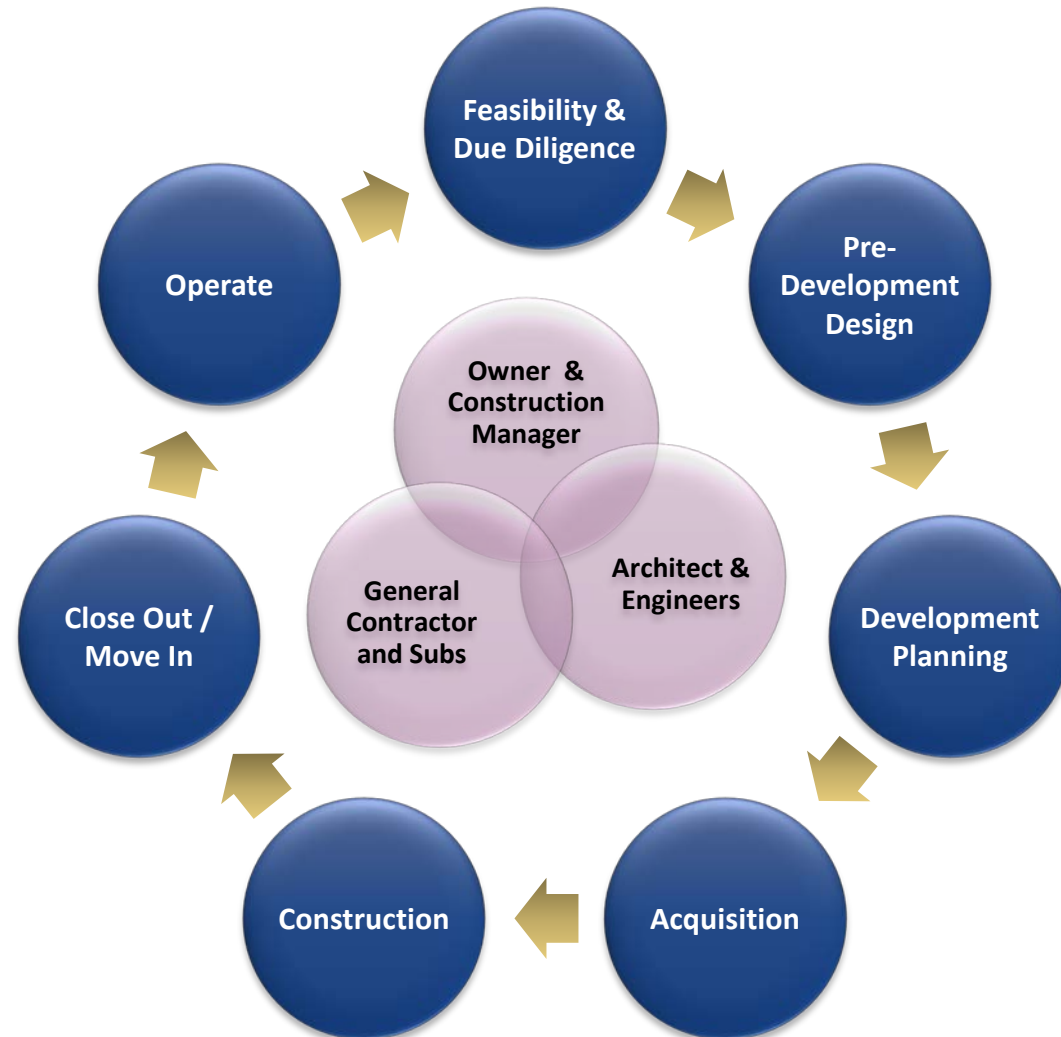 Feasibility &
Due Diligence
Pre-
Development
Design
Development
Planning
Acquisition
Construction
Close Out /
Move In
Operate
Owner  &
Construction
Manager
Architect &
Engineers
General
Contractor
and Subs